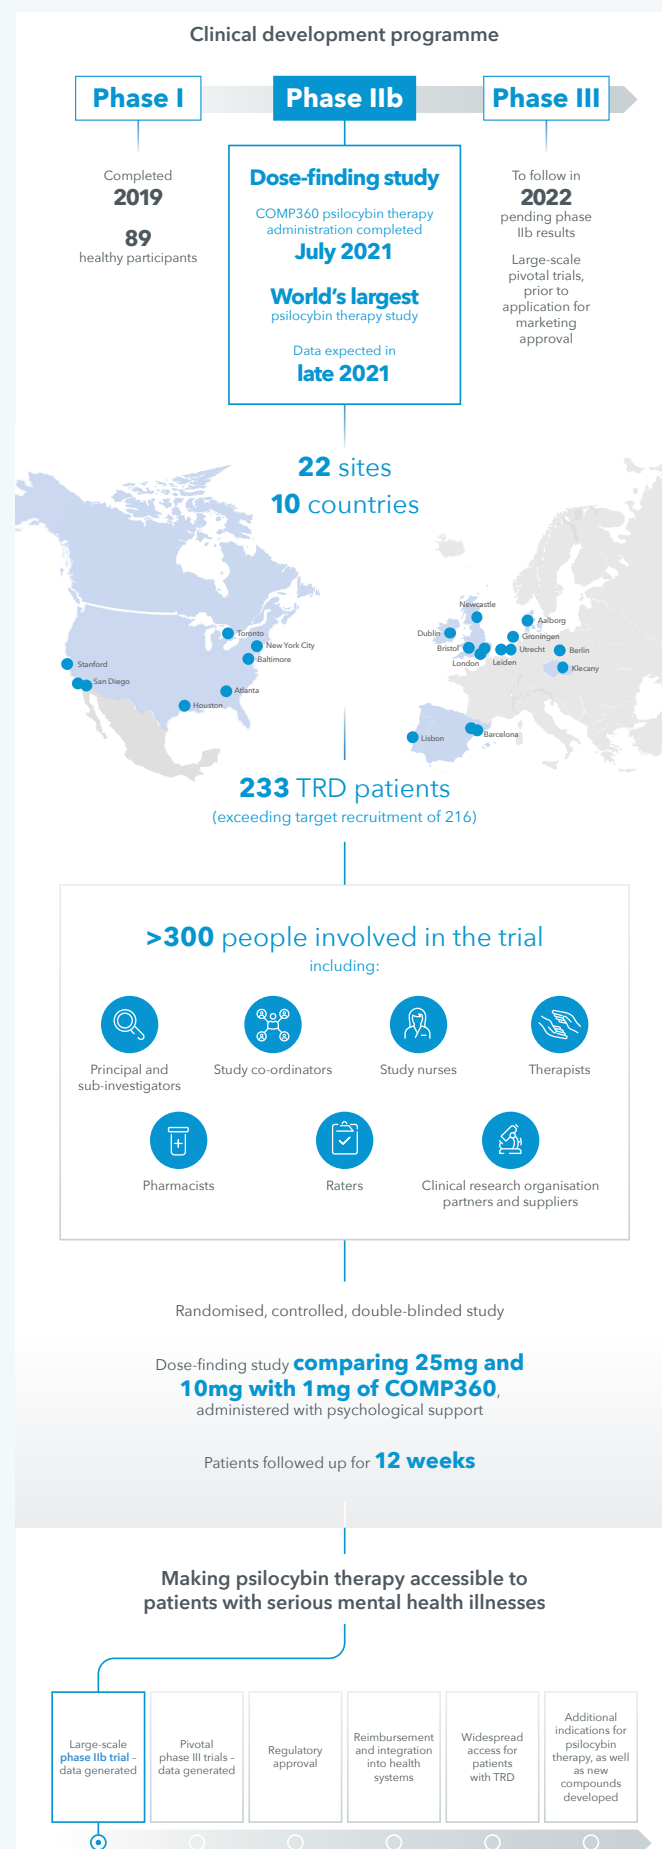 Clinical development programme
Phase I
Phase IIb
Phase III
Completed
2019
89
healthy participants
Dose-finding study
COMP360 psilocybin therapy
administration completed
July 2021
World's largest
psilocybin therapy study
Data expected in
late 2021
To follow in
2022
pending phase
IIb results
Large-scale
pivotal trials,
prior to
application for
marketing
approval
22 sites
10 countries
Toronto
New York City
Baltimore
Stanford
San Diego
Atlanta
Houston
Newcastle
Aalborg
Dublin
Groningen
Bristol
Utrecht
Berlin
London
Leiden
Klecany
Lisbon
Barcelona
233 TRD patients
(exceeding target recruitment of 216)
>300 people involved in the trial
including:
Principal and
sub-investigators
Study co-ordinators
Study nurses
Therapists
Pharmacists
Raters
Clinical research organisation
partners and suppliers
Randomised, controlled, double-blinded study
Dose-finding study comparing 25mg and
10mg with 1mg of COMP360,
administered with psychological support
Patients followed up for 12 weeks
Making psilocybin therapy accessible to
patients with serious mental health illnesses
Large-scale
phase IIb trial –
data generated
Pivotal
phase III trials –
data generated
Regulatory
approval
Reimbursement
and integration
into health
systems
Widespread
access for
patients
with TRD
Additional
indications for
psilocybin
therapy, as well
as new
compounds
developed